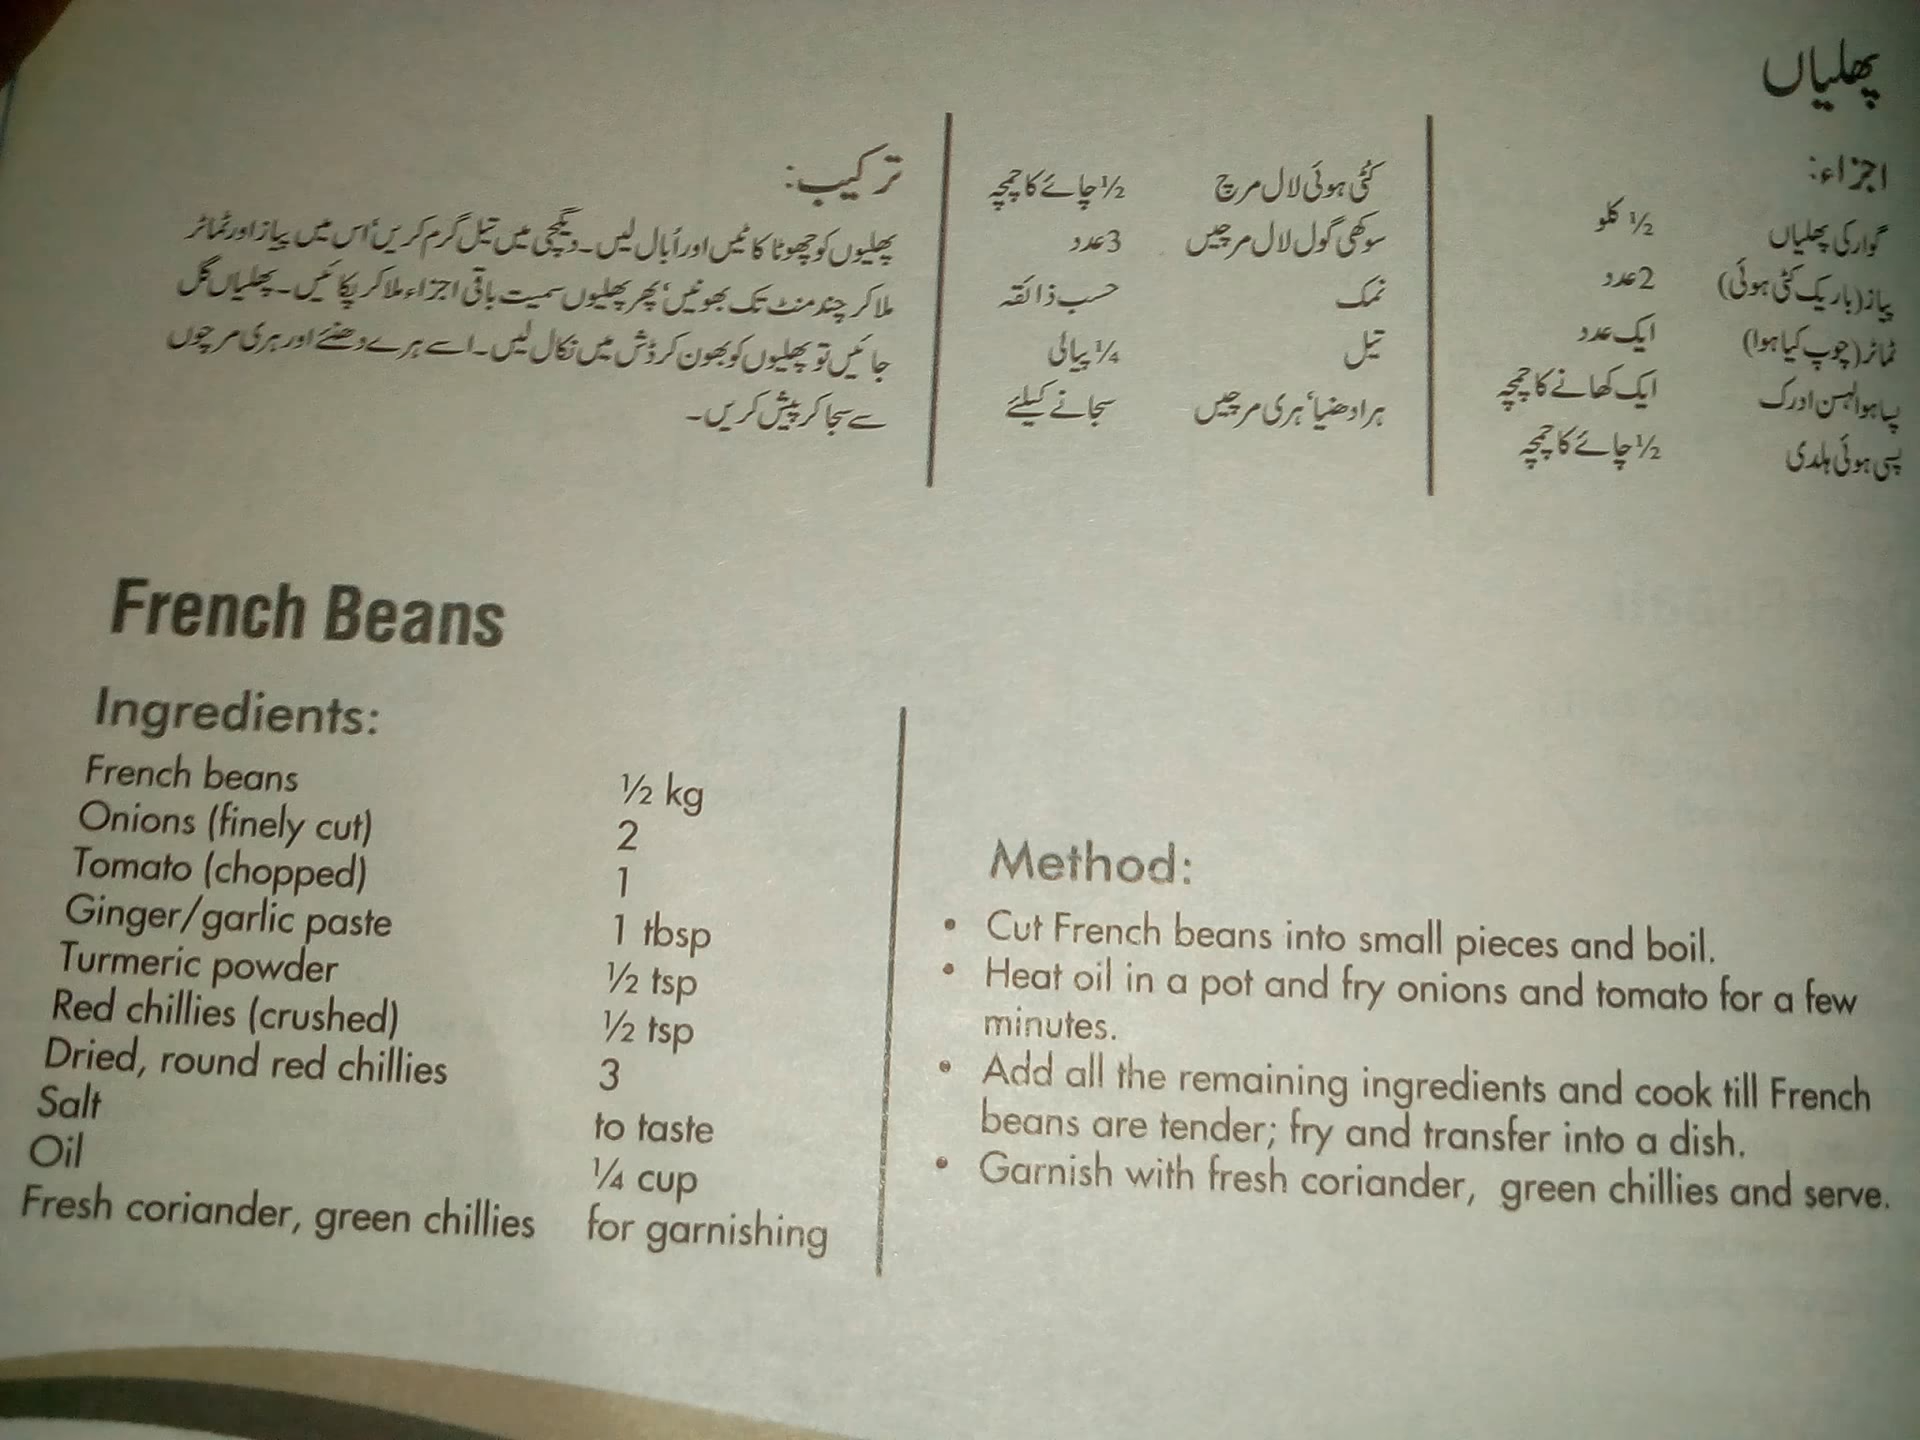 پھلیاں
اجزاء:
گوار کی پھلیاں ½ کلو
پیاز (باریک کٹی ہوئی) 2 عدد
ٹماٹر (چوپ کیا ہوا) ایک عدد
پسا ہوا لہسن ادرک ایک کھانے کا چمچہ
پسی ہوئی ہلدی ½ چائے کا چمچہ
کٹی ہوئی لال مرچ ½ چائے کا چمچہ
سوکھی گول لال مرچیں 3 عدد
نمک حسب ذائقہ
تیل ¼ پیالی
ہرا دھنیا، ہری مرچیں سجانے کیلئے
ترکیب:
پھلیوں کو چھوٹا کاٹیں اور اُبال لیں۔ دیگچی میں تیل گرم کریں، اس میں پیاز اور ٹماٹر
ملا کر چند منٹ تک بھونیں، پھر پھلیوں سمیت باقی اجزاء ملا کر پکائیں۔ پھلیاں گل
جائیں تو پھلیوں کو بھون کر ڈش میں نکال لیں۔ اسے ہرے دھنئے اور ہری مرچوں
سے سجا کر پیش کریں۔
French Beans
Ingredients:
French beans ½ kg
Onions (finely cut) 2
Tomato (chopped) 1
Ginger/garlic paste 1 tbsp
Turmeric powder ½ tsp
Red chillies (crushed) ½ tsp
Dried, round red chillies 3
Salt to taste
Oil ¼ cup
Fresh coriander, green chillies for garnishing
Method:
• Cut French beans into small pieces and boil.
• Heat oil in a pot and fry onions and tomato for a few
minutes.
• Add all the remaining ingredients and cook till French
beans are tender; fry and transfer into a dish.
• Garnish with fresh coriander, green chillies and serve.